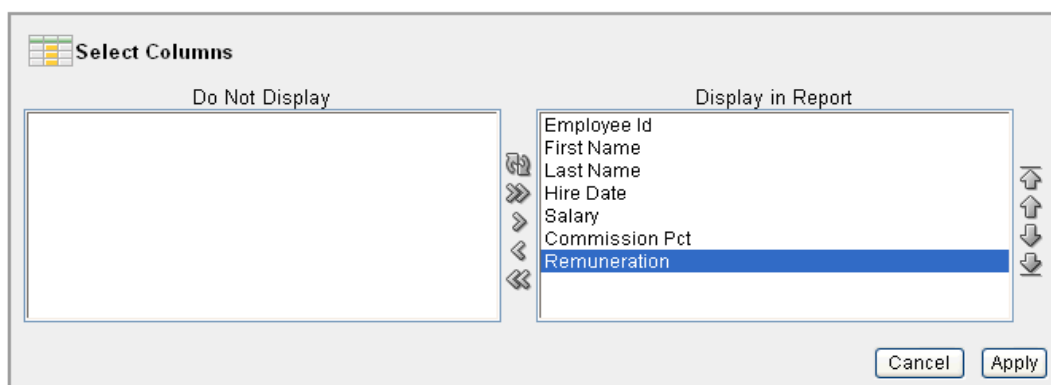 Select Columns
Do Not Display
Display in Report
Employee Id
First Name
Last Name
Hire Date
Salary
Commission Pct
Remuneration
Cancel
Apply